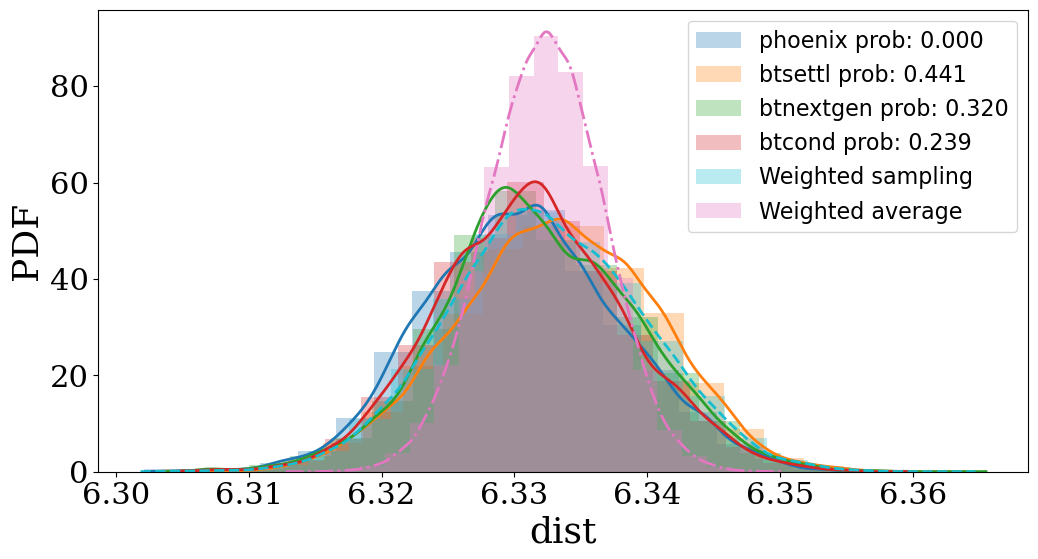 phoenix prob: 0.000
btsettl prob: 0.441
btnextgen prob: 0.320
btcond prob: 0.239
Weighted sampling
Weighted average
PDF
80
60
40
20
0
6.30 6.31 6.32 6.33 6.34 6.35 6.36
dist